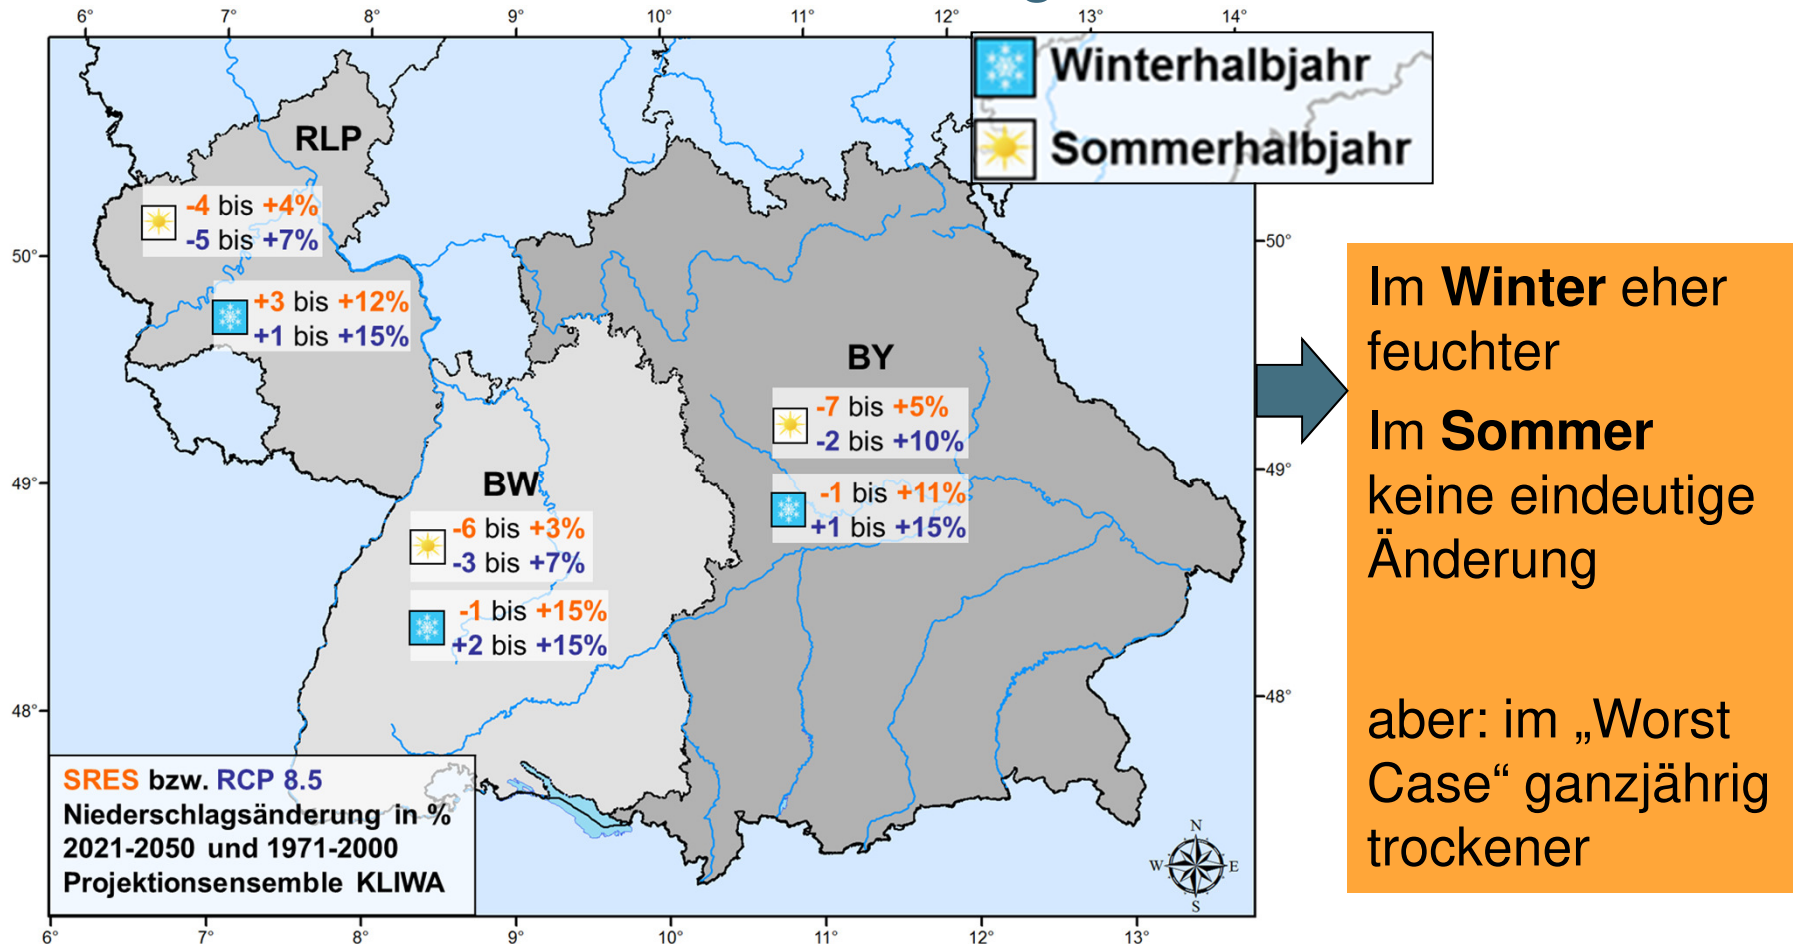 6° 7° 8° 9° 10° 11° 12° 13° 14°
Winterhalbjahr
Sommerhalbjahr
RLP
-4 bis +4%
-5 bis +7%
+3 bis +12%
+1 bis +15%
BY
-7 bis +5%
-2 bis +10%
-1 bis +11%
+1 bis +15%
BW
-6 bis +3%
-3 bis +7%
-1 bis +15%
+2 bis +15%
50°
49°
48°
50°
49°
48°
SRES bzw. RCP 8.5
Niederschlagsänderung in %
2021-2050 und 1971-2000
Projektionsensemble KLIWA
N
W E
S
6° 7° 8° 9° 10° 11° 12° 13°
Im Winter eher
feuchter
Im Sommer
keine eindeutige
Änderung
aber: im „Worst
Case“ ganzjährig
trockener